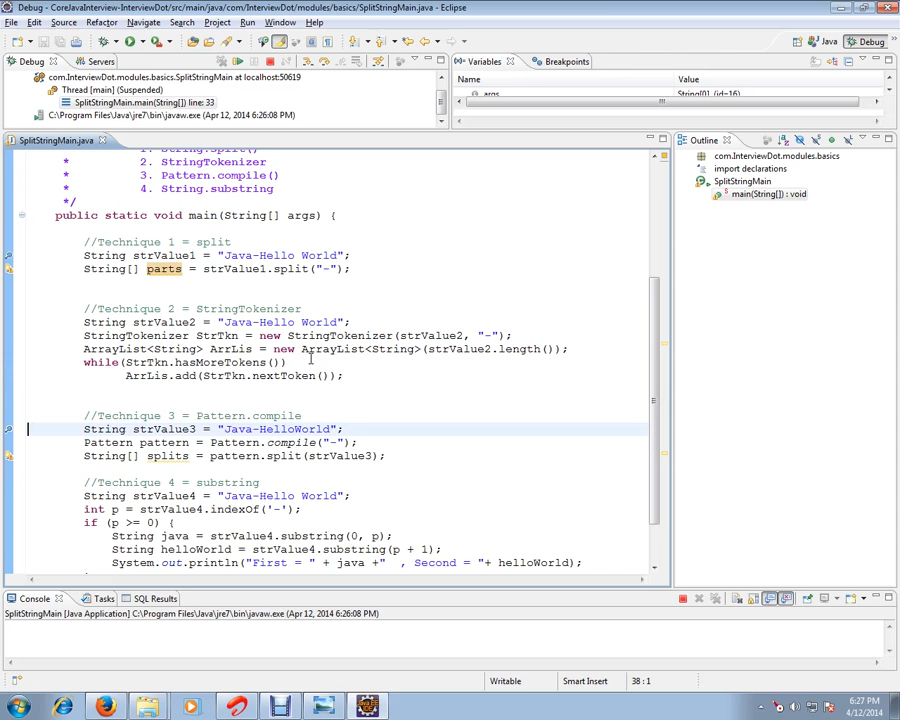 Debug - CoreJavaInterview-InterviewDot/src/main/java/com/InterviewDot/modules/basics/SplitStringMain.java - Eclipse
File Edit Source Refactor Navigate Search Project Run Window Help
Java Debug
Debug Servers
com.InterviewDot.modules.basics.SplitStringMain at localhost:50619
Thread [main] (Suspended)
SplitStringMain.main(String[]) line: 33
C:\Program Files\Java\jre7\bin\javaw.exe (Apr 12, 2014 6:26:08 PM)
Variables Breakpoints
Name Value
args String[0] (id=16)
SplitStringMain.java
* 2. StringTokenizer
* 3. Pattern.compile()
* 4. String.substring
*/
public static void main(String[] args) {
//Technique 1 = split
String strValue1 = "Java-Hello World";
String[] parts = strValue1.split("-");
//Technique 2 = StringTokenizer
String strValue2 = "Java-Hello World";
StringTokenizer StrTkn = new StringTokenizer(strValue2, "-");
ArrayList<String> ArrLis = new ArrayList<String>(strValue2.length());
while(StrTkn.hasMoreTokens())
ArrLis.add(StrTkn.nextToken());
//Technique 3 = Pattern.compile
String strValue3 = "Java-HelloWorld";
Pattern pattern = Pattern.compile("-");
String[] splits = pattern.split(strValue3);
//Technique 4 = substring
String strValue4 = "Java-Hello World";
int p = strValue4.indexOf('-');
if (p >= 0) {
String java = strValue4.substring(0, p);
String helloWorld = strValue4.substring(p + 1);
System.out.println("First = " + java +" , Second = "+ helloWorld);
Outline
com.InterviewDot.modules.basics
import declarations
SplitStringMain
main(String[]) : void
Console Tasks SQL Results
SplitStringMain [Java Application] C:\Program Files\Java\jre7\bin\javaw.exe (Apr 12, 2014 6:26:08 PM)
Writable Smart Insert 38 : 1
6:27 PM
4/12/2014